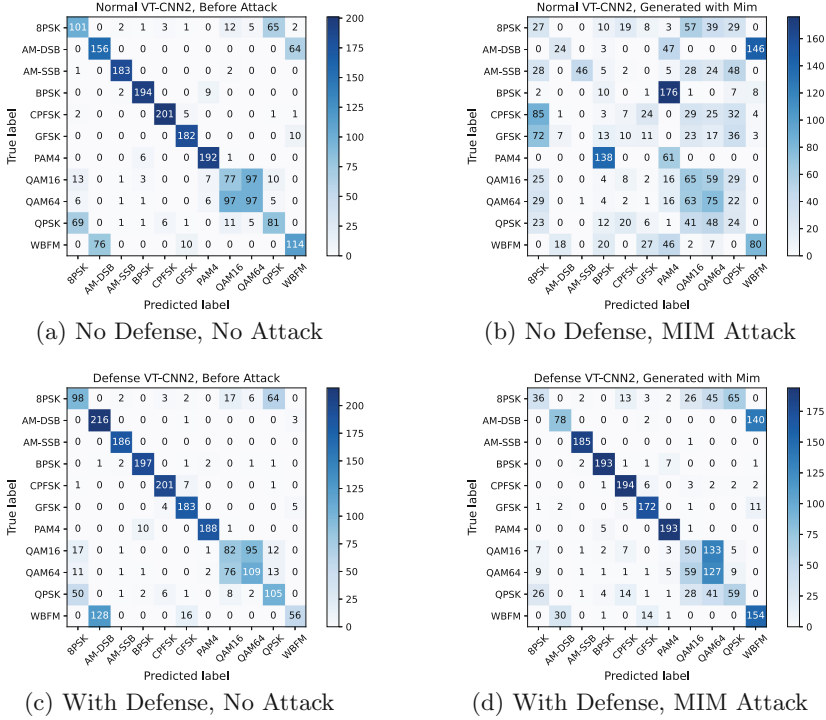 Normal VT-CNN2, Before Attack
True label
8PSK 101 0 2 1 3 1 0 12 5 65 0
AM-DSB 0 156 0 0 0 0 0 0 0 0 64
AM-SSB 1 0 183 0 0 0 0 2 0 0 0
BPSK 0 0 2 194 0 0 9 0 0 0 0
CPFSK 2 0 0 0 201 5 0 0 0 1 1
GFSK 0 0 0 0 0 182 0 0 0 0 10
PAM4 0 0 0 6 0 0 192 1 0 0 0
QAM16 13 0 1 3 0 0 7 77 97 10 0
QAM64 6 0 1 1 0 0 6 97 97 5 0
QPSK 69 0 1 1 6 1 0 11 5 81 0
WBFM 0 76 0 0 0 10 0 0 0 0 114
8PSK AM-DSB AM-SSB BPSK CPFSK GFSK PAM4 QAM16 QAM64 QPSK WBFM
Predicted label
200
175
150
125
100
75
50
25
0
(a) No Defense, No Attack
Normal VT-CNN2, Generated with Mim
True label
8PSK 27 0 0 10 19 8 1 57 39 29 0
AM-DSB 0 24 0 3 0 0 47 0 0 0 146
AM-SSB 28 0 46 5 2 0 5 28 24 48 0
BPSK 2 0 0 10 0 1 176 0 1 7 8
CPFSK 85 1 0 3 7 24 0 29 25 32 4
GFSK 72 7 0 13 10 11 0 23 17 36 3
PAM4 0 0 0 138 0 0 61 0 0 0 0
QAM16 25 0 0 4 8 2 16 65 59 29 0
QAM64 29 0 1 4 2 2 16 63 75 22 0
QPSK 23 0 0 12 20 6 1 41 48 24 0
WBFM 0 18 0 20 0 27 46 2 7 0 80
8PSK AM-DSB AM-SSB BPSK CPFSK GFSK PAM4 QAM16 QAM64 QPSK WBFM
Predicted label
160
140
120
100
80
60
40
20
0
(b) No Defense, MIM Attack
Defense VT-CNN2, Before Attack
True label
8PSK 98 0 2 0 3 2 0 17 6 64 0
AM-DSB 0 216 0 0 0 1 0 0 0 0 3
AM-SSB 0 0 186 0 0 0 0 0 0 0 0
BPSK 0 1 2 197 0 1 2 0 1 1 0
CPFSK 1 0 0 0 201 7 0 0 0 1 0
GFSK 0 0 0 0 4 183 0 0 0 0 5
PAM4 0 0 0 10 0 0 188 1 0 0 0
QAM16 17 0 1 0 0 0 1 82 95 12 0
QAM64 11 0 1 1 0 0 2 76 109 13 0
QPSK 50 0 1 2 6 1 0 8 2 105 0
WBFM 0 128 0 0 0 16 0 0 0 0 56
8PSK AM-DSB AM-SSB BPSK CPFSK GFSK PAM4 QAM16 QAM64 QPSK WBFM
Predicted label
200
175
150
125
100
75
50
25
0
(c) With Defense, No Attack
Defense VT-CNN2, Generated with Mim
True label
8PSK 36 0 2 0 13 3 2 26 45 65 0
AM-DSB 0 78 0 0 0 2 0 0 0 0 140
AM-SSB 0 0 185 0 0 0 0 1 0 0 0
BPSK 0 0 2 193 1 1 7 0 0 0 1
CPFSK 1 0 0 1 194 6 0 3 2 2 2
GFSK 1 2 0 0 6 172 0 0 0 0 11
PAM4 0 0 0 5 0 0 193 1 0 0 0
QAM16 7 0 1 2 7 0 3 50 133 5 0
QAM64 9 0 1 1 2 0 5 59 127 9 0
QPSK 26 0 1 4 14 1 1 28 41 59 0
WBFM 0 30 0 0 0 14 1 0 0 1 154
8PSK AM-DSB AM-SSB BPSK CPFSK GFSK PAM4 QAM16 QAM64 QPSK WBFM
Predicted label
175
150
125
100
75
50
25
0
(d) With Defense, MIM Attack